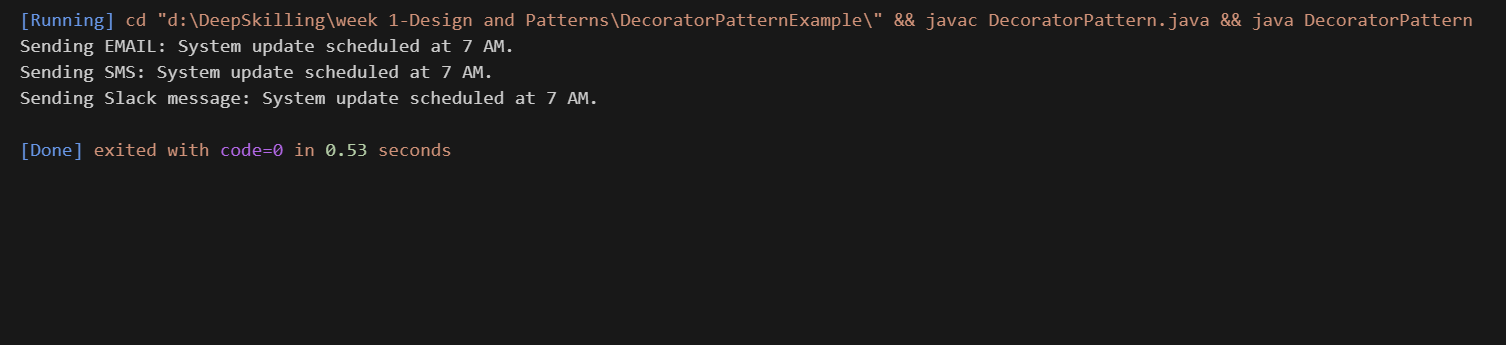 [Running] cd "d:\DeepSkilling\week 1-Design and Patterns\DecoratorPatternExample\" && javac DecoratorPattern.java && java DecoratorPattern
Sending EMAIL: System update scheduled at 7 AM.
Sending SMS: System update scheduled at 7 AM.
Sending Slack message: System update scheduled at 7 AM.
[Done] exited with code=0 in 0.53 seconds